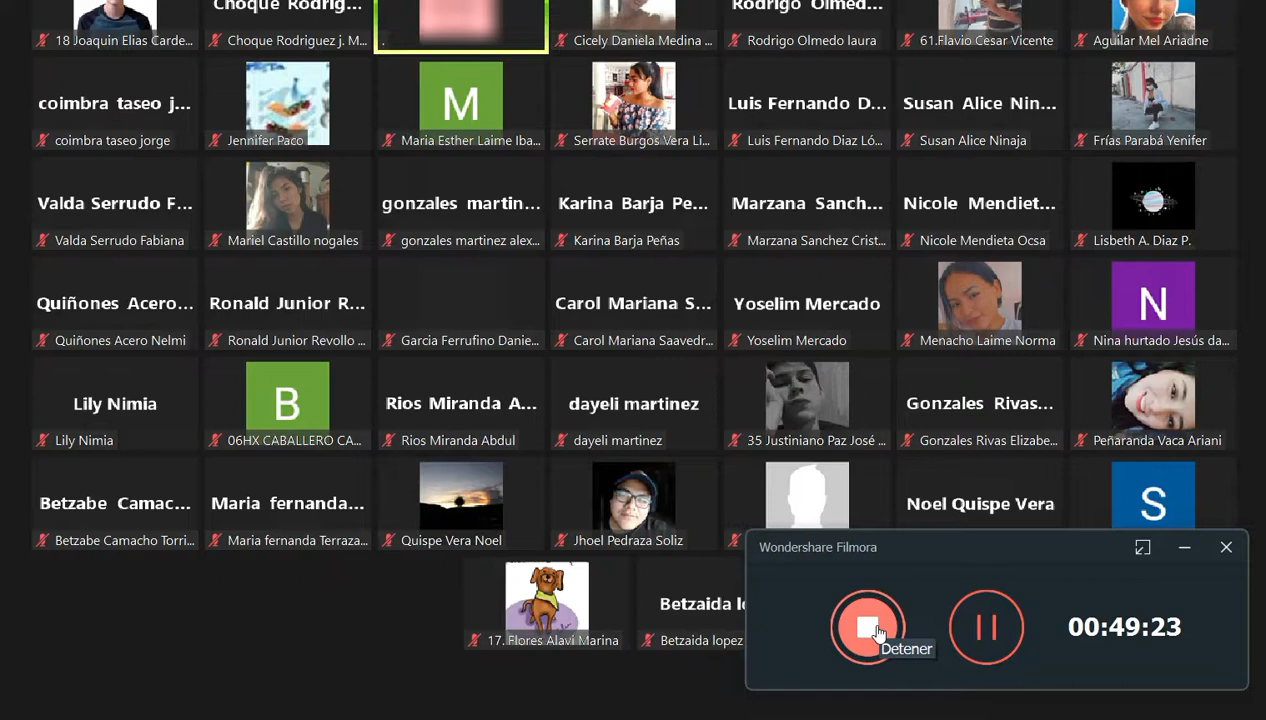 Choque Rodrig...
Rodrigo Olmedo...
18 Joaquin Elias Carde...
Choque Rodriguez j. M...
.
Cicely Daniela Medina ...
Rodrigo Olmedo laura
61.Flavio Cesar Vicente
Aguilar Mel Ariadne
coimbra taseo j...
M
Luis Fernando D...
Susan Alice Nin...
coimbra taseo jorge
Jennifer Paco
Maria Esther Laime Iba...
Serrate Burgos Vera Li...
Luis Fernando Diaz Ló...
Susan Alice Ninaja
Frías Parabá Yenifer
Valda Serrudo F...
gonzales martin...
Karina Barja Pe...
Marzana Sanch...
Nicole Mendiet...
Valda Serrudo Fabiana
Mariel Castillo nogales
gonzales martinez alex...
Karina Barja Peñas
Marzana Sanchez Crist...
Nicole Mendieta Ocsa
Lisbeth A. Diaz P.
Quiñones Acero...
Ronald Junior R...
Carol Mariana S...
Yoselim Mercado
N
Quiñones Acero Nelmi
Ronald Junior Revollo ...
Garcia Ferrufino Danie...
Carol Mariana Saavedr...
Yoselim Mercado
Menacho Laime Norma
Nina hurtado Jesús da...
Lily Nimia
B
Rios Miranda A...
dayeli martinez
Gonzales Rivas...
Lily Nimia
06HX CABALLERO CA...
Rios Miranda Abdul
dayeli martinez
35 Justiniano Paz José ...
Gonzales Rivas Elizabe...
Peñaranda Vaca Ariani
Betzabe Camac...
Maria fernanda...
Noel Quispe Vera
S
Betzabe Camacho Torri...
Maria fernanda Terraza...
Quispe Vera Noel
Jhoel Pedraza Soliz
Wondershare Filmora
Betzaida lo
17. Flores Alavi Marina
Betzaida lopez
00:49:23
Detener